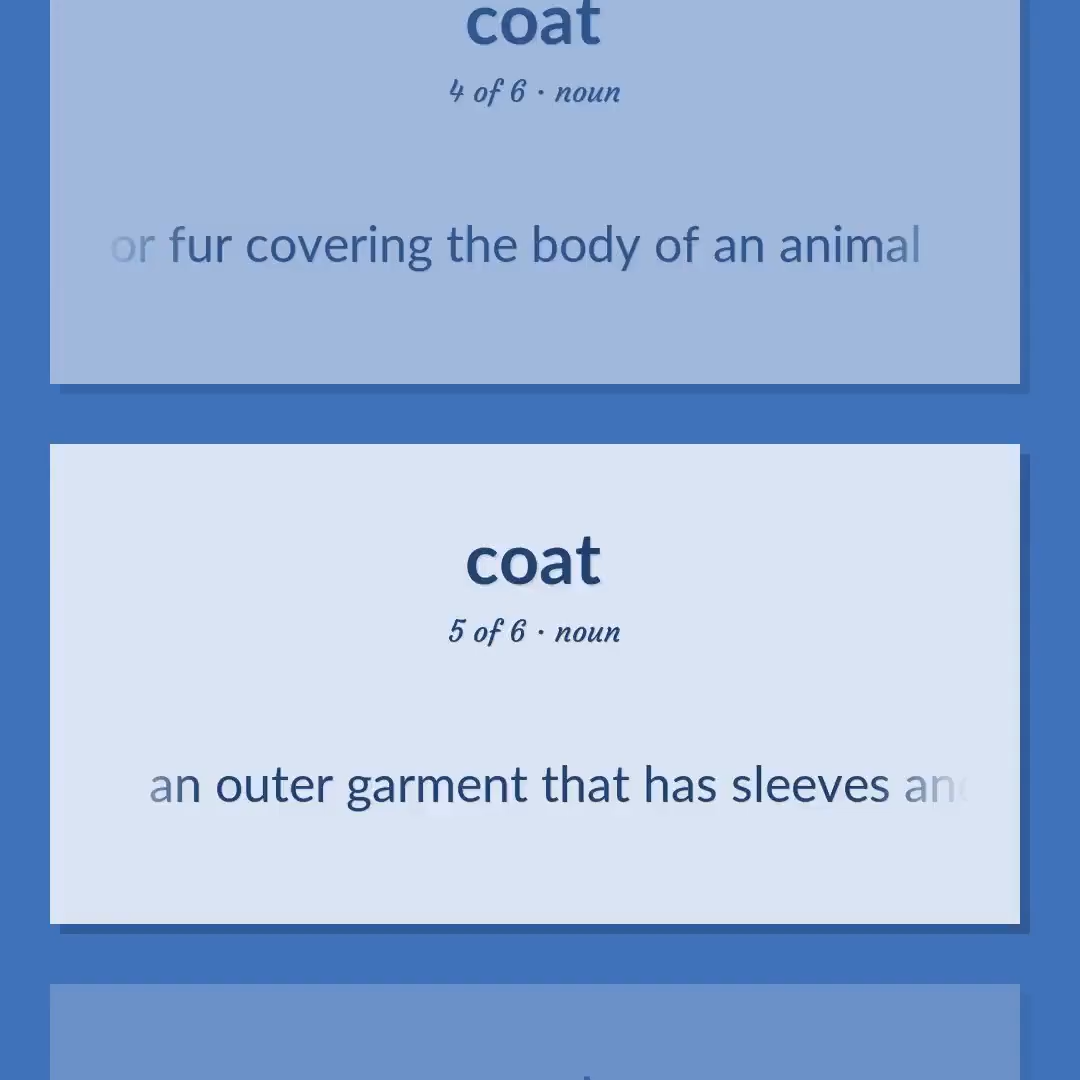 coat
4 of 6 · noun
or fur covering the body of an animal
coat
5 of 6 · noun
an outer garment that has sleeves and